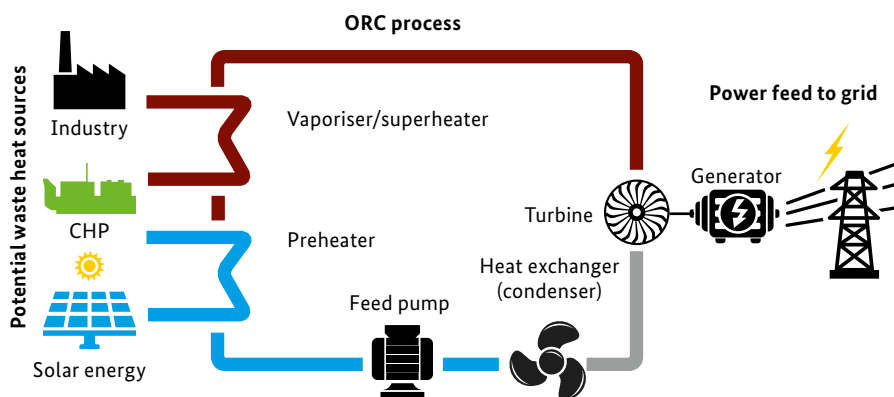 ORC process
Potential waste heat sources
Industry
Vaporiser/superheater
Power feed to grid
Generator
CHP
Turbine
Preheater
Heat exchanger
(condenser)
Feed pump
Solar energy